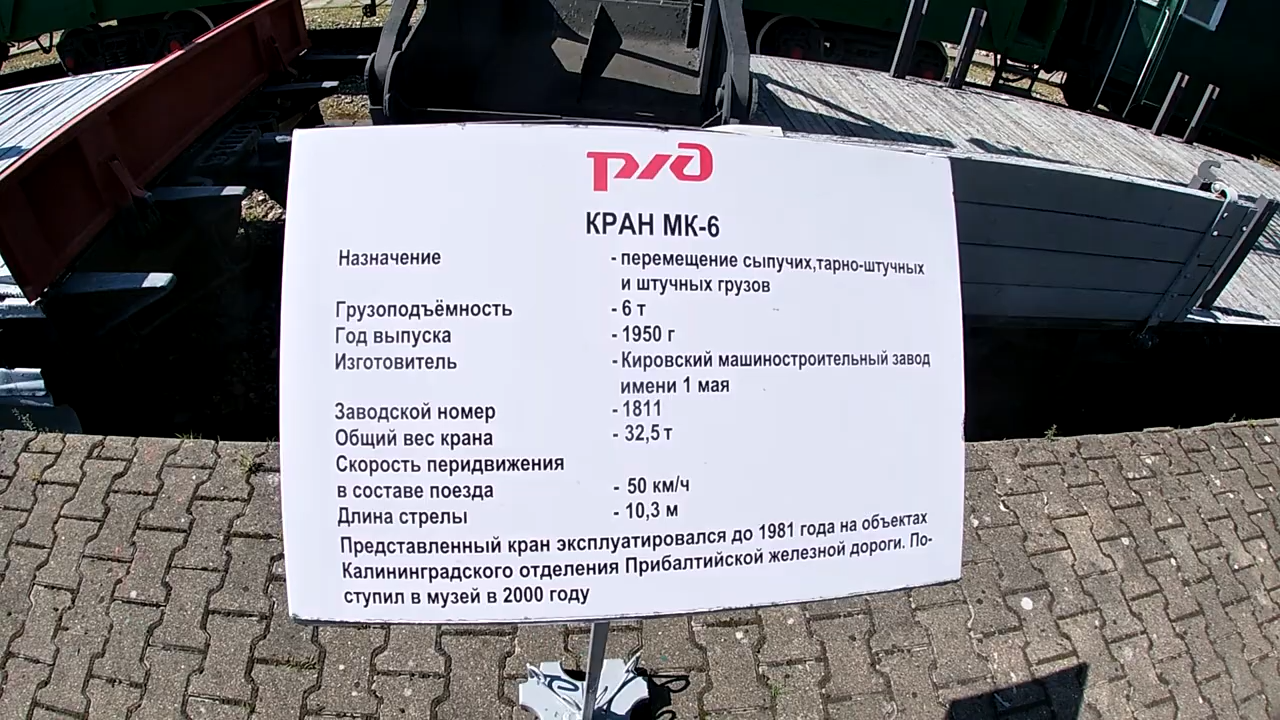 ржд
КРАН МК-6
Назначение - перемещение сыпучих,тарно-штучных
и штучных грузов
Грузоподъёмность - 6 т
Год выпуска - 1950 г
Изготовитель - Кировский машиностроительный завод
имени 1 мая
Заводской номер - 1811
Общий вес крана - 32,5 т
Скорость перидвижения
в составе поезда - 50 км/ч
Длина стрелы - 10,3 м
Представленный кран эксплуатировался до 1981 года на объектах
Калининградского отделения Прибалтийской железной дороги. По-
ступил в музей в 2000 году